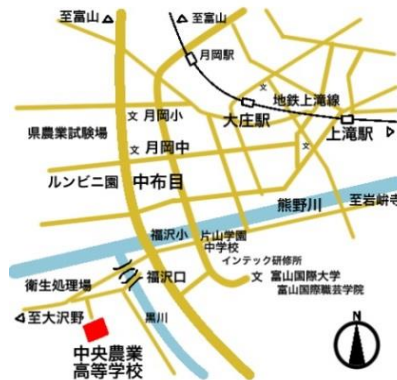 至富山
至富山
月岡駅
文 月岡小
地鉄上滝線
文
大庄駅
上滝駅
県農業試験場
文 月岡中
文
ルンビニ園
中布目
熊野川
至岩峅寺
福沢小
片山学園
中学校
インテック研修所
衛生処理場
福沢口
文 富山国際大学
富山国際職芸学院
至大沢野
黒川
中央農業
高等学校
N